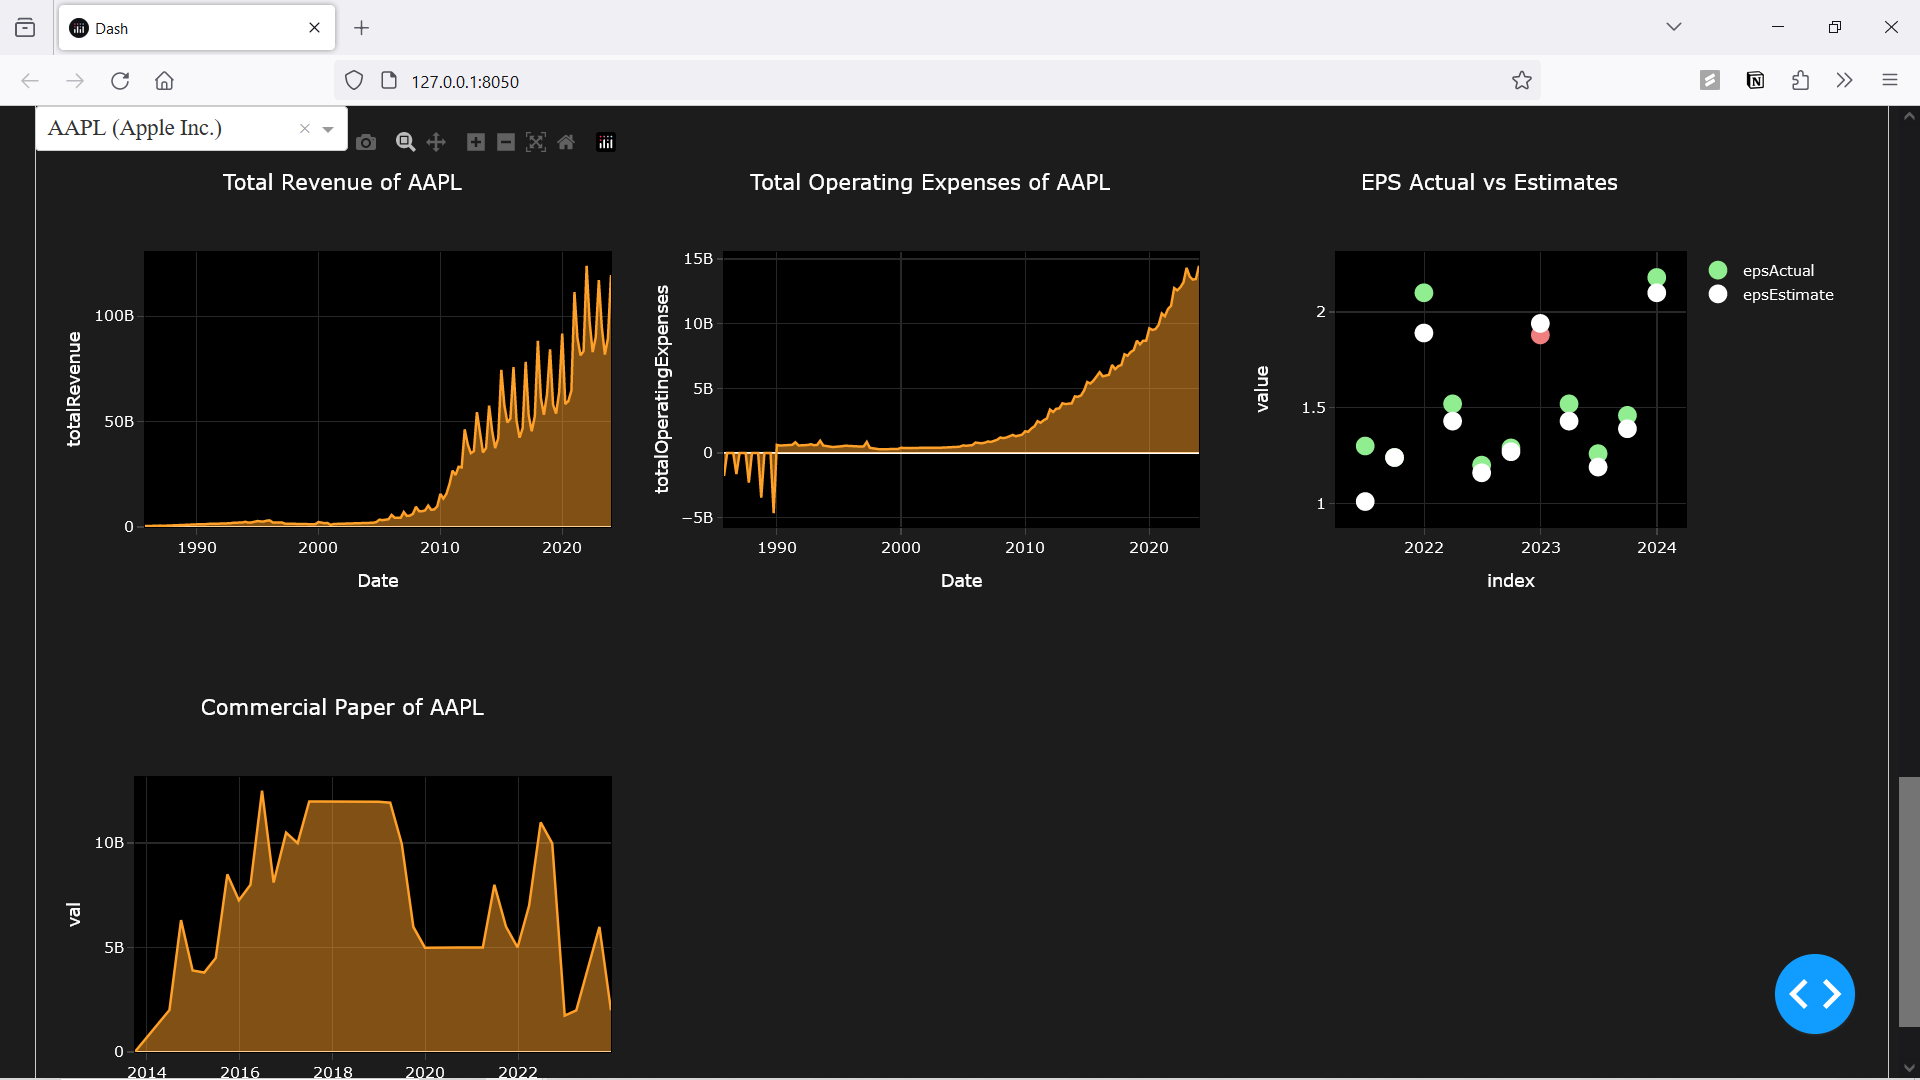 Dash
127.0.0.1:8050
AAPL (Apple Inc.)
Total Revenue of AAPL
totalRevenue
100B
50B
0
1990 2000 2010 2020
Date
Total Operating Expenses of AAPL
totalOperatingExpenses
15B
10B
5B
0
−5B
1990 2000 2010 2020
Date
EPS Actual vs Estimates
value
2
1.5
1
2022 2023 2024
index
epsActual
epsEstimate
Commercial Paper of AAPL
val
10B
5B
0
2014 2016 2018 2020 2022